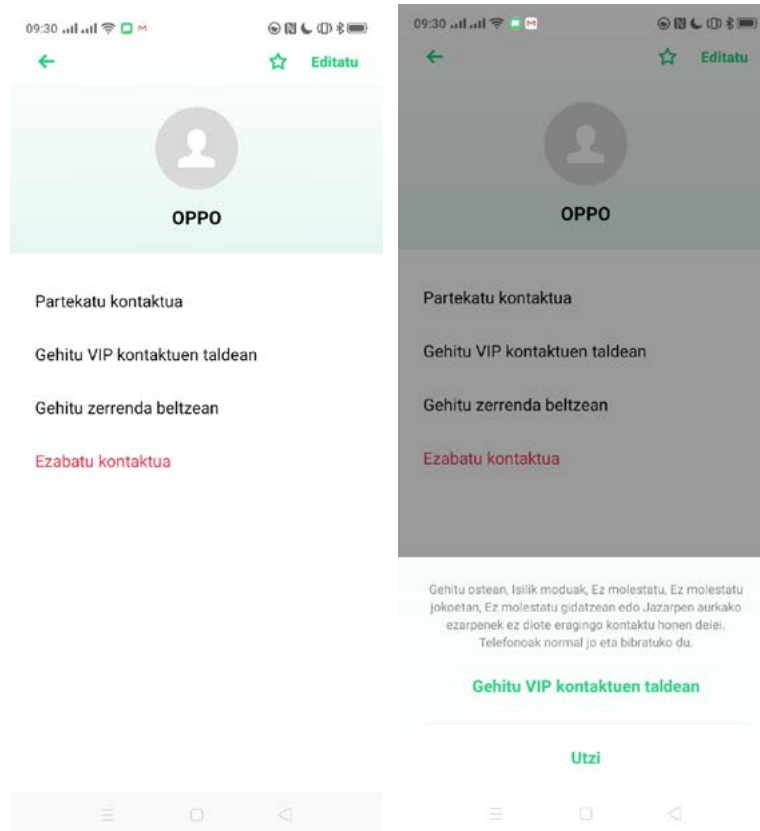 09:30
Editatu
OPPO
Partekatu kontaktua
Gehitu VIP kontaktuen taldean
Gehitu zerrenda beltzean
Ezabatu kontaktua
09:30
Editatu
OPPO
Partekatu kontaktua
Gehitu VIP kontaktuen taldean
Gehitu zerrenda beltzean
Ezabatu kontaktua
Gehitu ostean, Isilik moduak, Ez molestatu, Ez molestatu
jokoetan, Ez molestatu gidatzean edo Jazarpen aurkako
ezarpenek ez diote eragingo kontaktu honen deiei.
Telefonoak normal jo eta bibratuko du.
Gehitu VIP kontaktuen taldean
Utzi